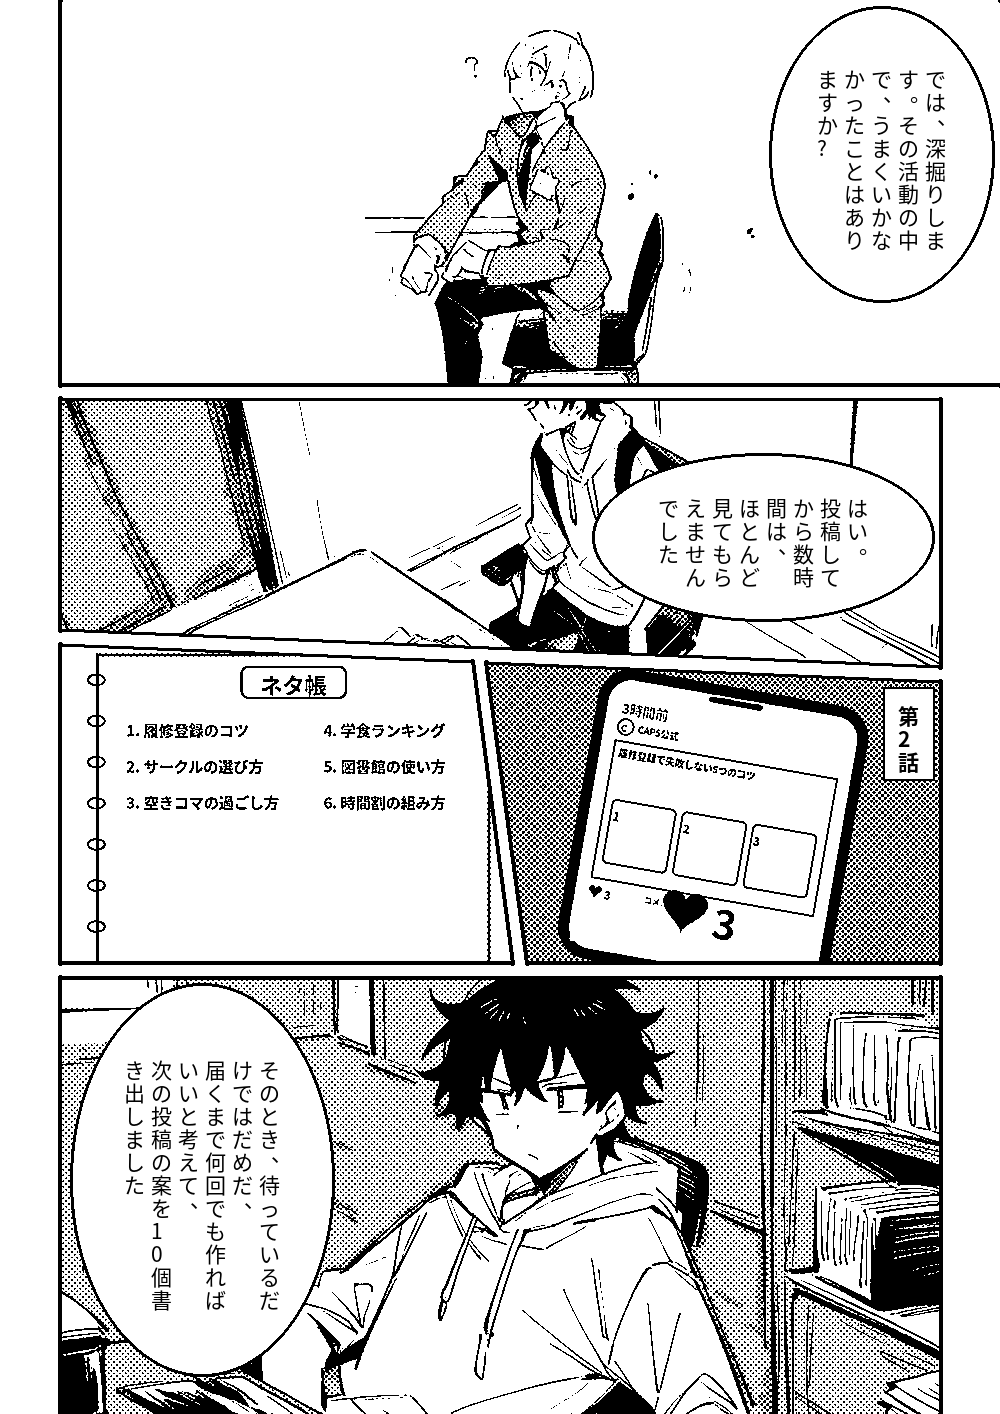 では、深掘りしま
す。その活動の中
で、うまくいかな
かったことはあり
ますか?
?
はい。
投稿して
から数時
間は、
ほとんど
見てもら
えません
でした
第2話
3時間前
C CAPS公式
履修登録で失敗しない5つのコツ
1
2
3
3
コメ
3
ネタ帳
1. 履修登録のコツ
2. サークルの選び方
3. 空きコマの過ごし方
4. 学食ランキング
5. 図書館の使い方
6. 時間割の組み方
そのとき、待っているだ
けではだめだ、
届くまで何回でも作れば
いいと考えて、
次の投稿の案を10個書
き出しました